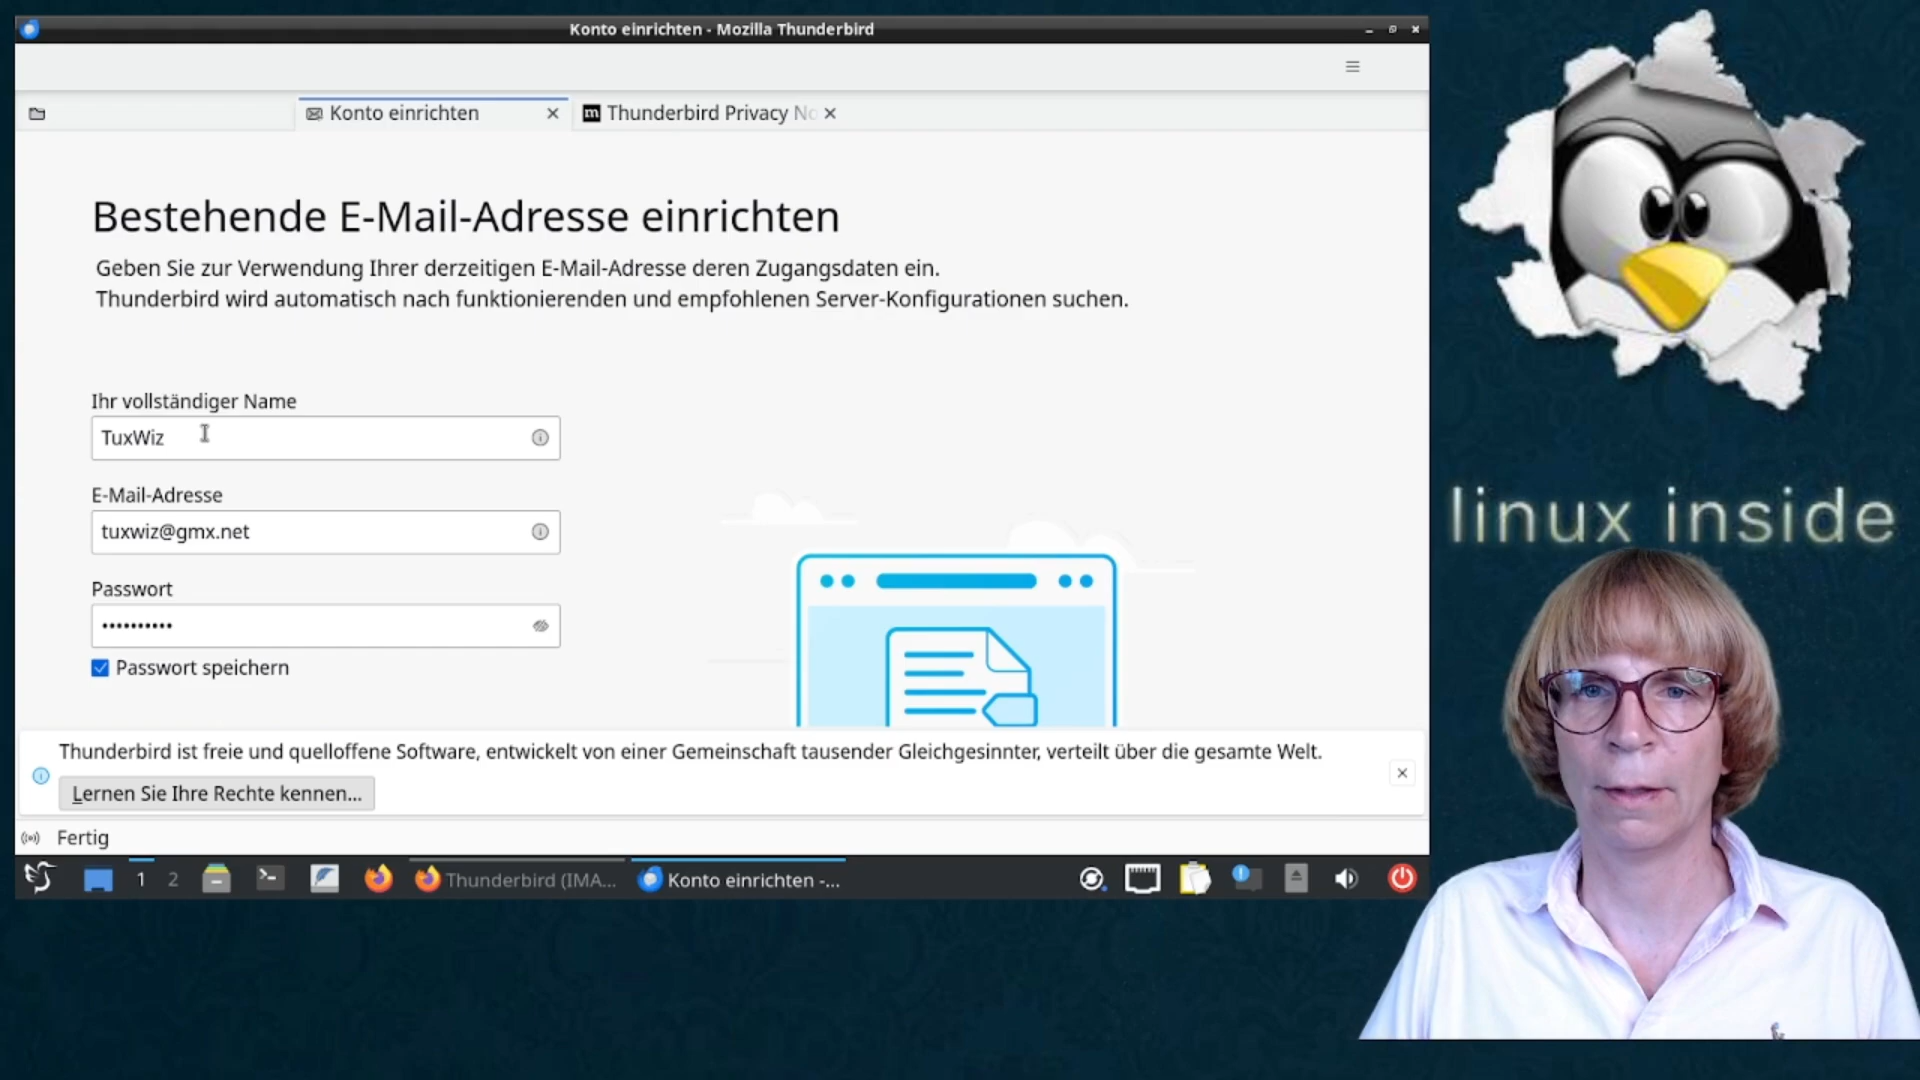 Konto einrichten - Mozilla Thunderbird
Konto einrichten
Thunderbird Privacy No
Bestehende E-Mail-Adresse einrichten
Geben Sie zur Verwendung Ihrer derzeitigen E-Mail-Adresse deren Zugangsdaten ein.
Thunderbird wird automatisch nach funktionierenden und empfohlenen Server-Konfigurationen suchen.
Ihr vollständiger Name
TuxWiz
E-Mail-Adresse
tuxwiz@gmx.net
Passwort
••••••••••
Passwort speichern
Thunderbird ist freie und quelloffene Software, entwickelt von einer Gemeinschaft tausender Gleichgesinnter, verteilt über die gesamte Welt.
Lernen Sie Ihre Rechte kennen...
Fertig
1 2 Thunderbird (IMA... Konto einrichten -...
linux inside